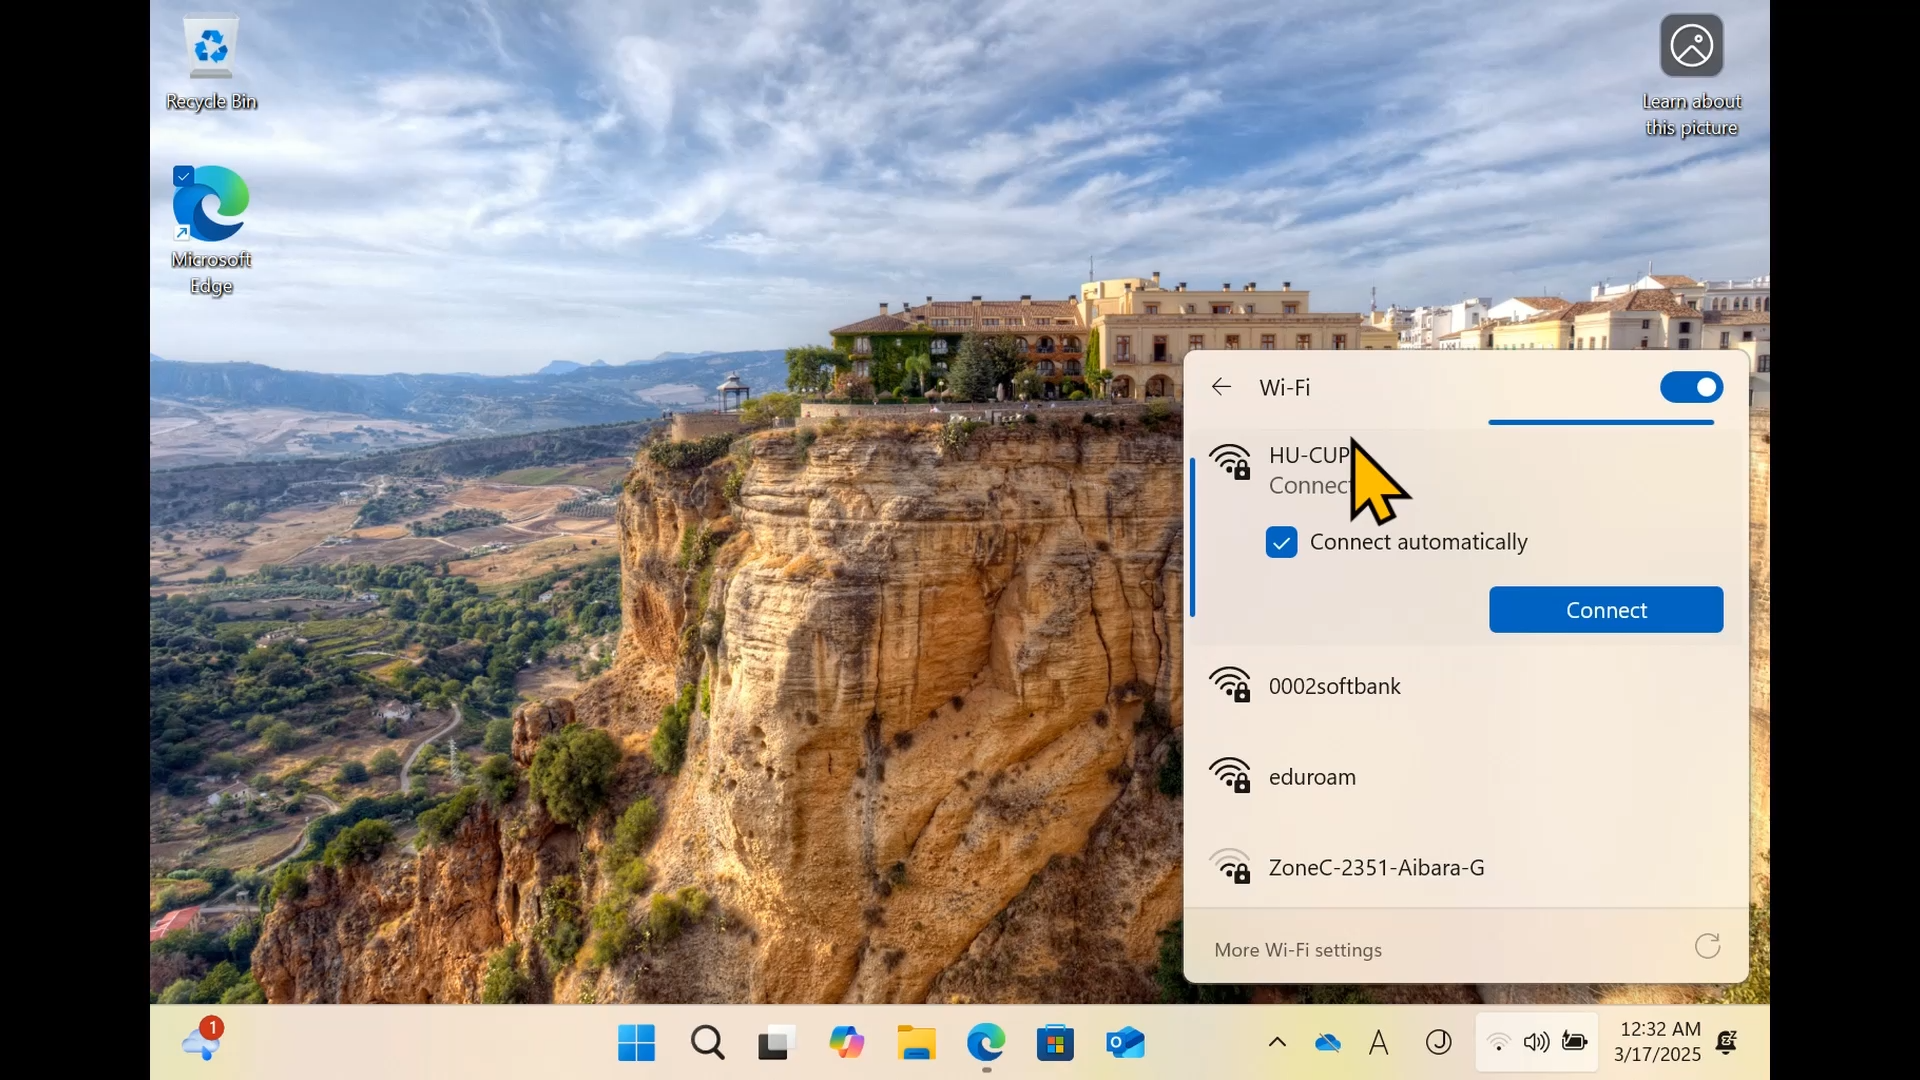 Recycle Bin
Learn about
this picture
Microsoft
Edge
Wi-Fi
HU-CUP
Connect automatically
Connect
0002softbank
eduroam
ZoneC-2351-Aibara-G
More Wi-Fi settings
1
A
J
12:32 AM
3/17/2025